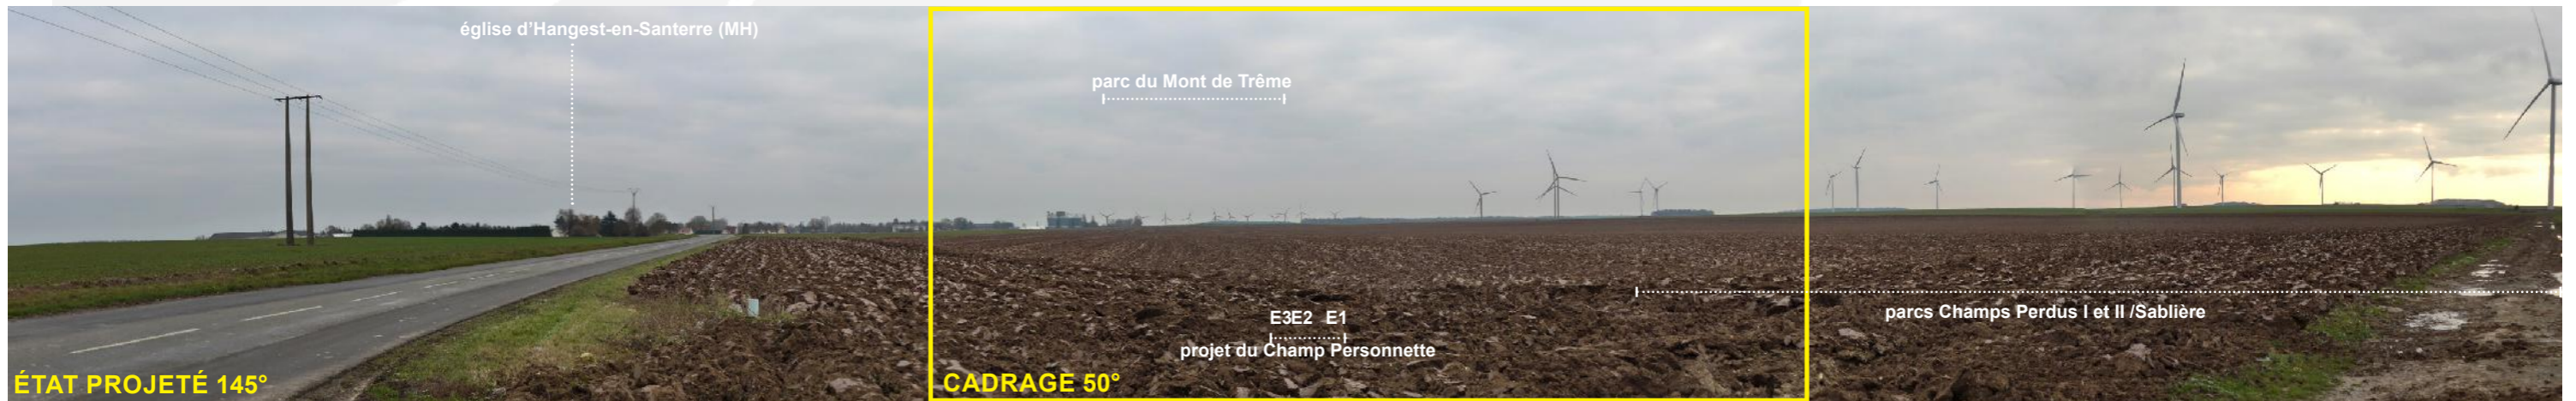 église d'Hangest-en-Santerre (MH)
parc du Mont de Trême
E3E2 E1
projet du Champ Personnette
parcs Champs Perdus I et II /Sablière
ÉTAT PROJETÉ 145°
CADRAGE 50°